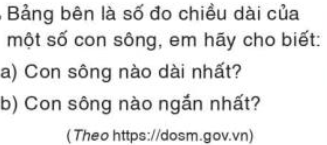 Bảng bên là số đo chiều dài của
một số con sông, em hãy cho biết:
a) Con sông nào dài nhất?
b) Con sông nào ngắn nhất?
(Theo https://dosm.gov.vn)